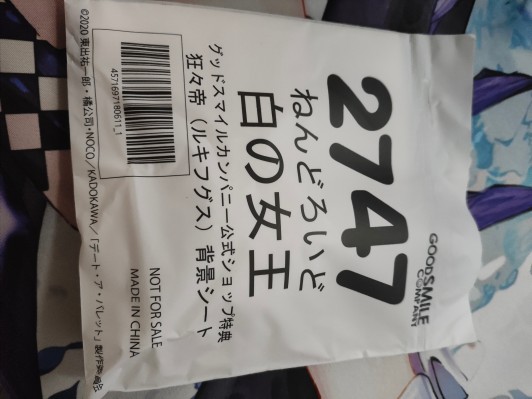 2747
GOOD SMILE
COMPANY
ねんどろいど
白の女王
グッドスマイルカンパニー公式ショップ特典
狂々帝（ルキフグス）背景シート
4571697180611_1
NOT FOR SALE
MADE IN CHINA
©2020 東出祐一郎・橘公司・NOCO／KADOKAWA／「デート・ア・バレット」製作委員会